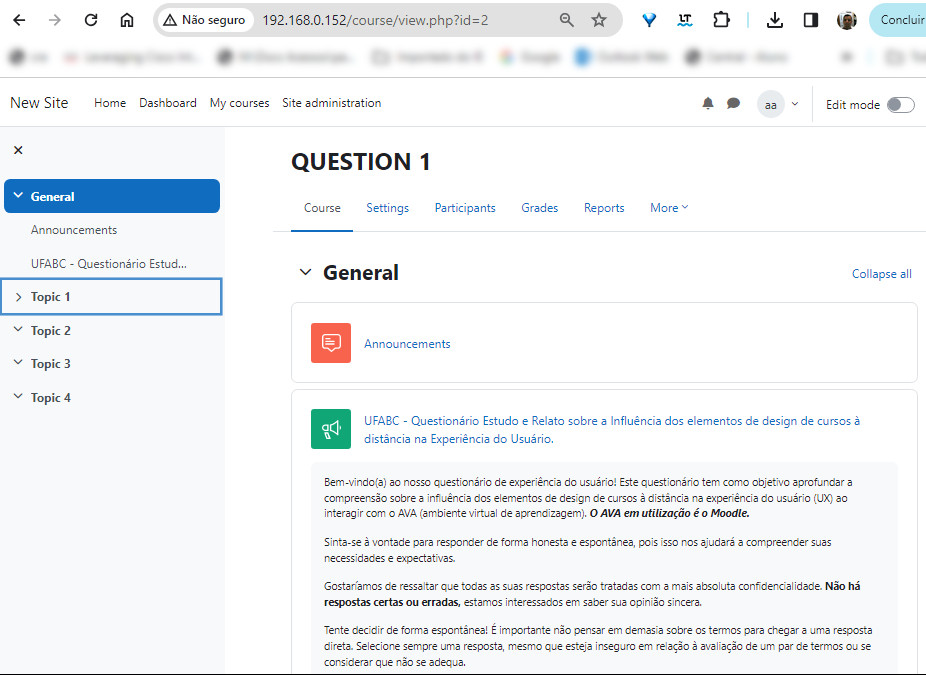 Não seguro
192.168.0.152/course/view.php?id=2
Concluir
New Site
Home
Dashboard
My courses
Site administration
aa
Edit mode
General
Announcements
UFABC - Questionário Estud...
Topic 1
Topic 2
Topic 3
Topic 4
QUESTION 1
Course
Settings
Participants
Grades
Reports
More
General
Collapse all
Announcements
UFABC - Questionário Estudo e Relato sobre a Influência dos elementos de design de cursos à
distância na Experiência do Usuário.
Bem-vindo(a) ao nosso questionário de experiência do usuário! Este questionário tem como objetivo aprofundar a
compreensão sobre a influência dos elementos de design de cursos à distância na experiência do usuário (UX) ao
interagir com o AVA (ambiente virtual de aprendizagem). O AVA em utilização é o Moodle.
Sinta-se à vontade para responder de forma honesta e espontânea, pois isso nos ajudará a compreender suas
necessidades e expectativas.
Gostaríamos de ressaltar que todas as suas respostas serão tratadas com a mais absoluta confidencialidade. Não há
respostas certas ou erradas, estamos interessados em saber sua opinião sincera.
Tente decidir de forma espontânea! É importante não pensar em demasia sobre os termos para chegar a uma resposta
direta. Selecione sempre uma resposta, mesmo que esteja inseguro em relação à avaliação de um par de termos ou se
considerar que não se adequa.